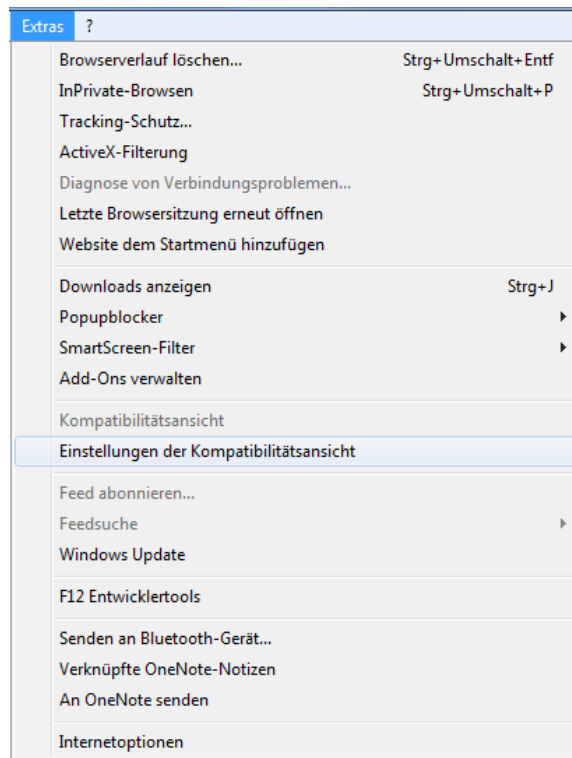 Extras ?
Browserverlauf löschen... Strg+Umschalt+Entf
InPrivate-Browsen Strg+Umschalt+P
Tracking-Schutz...
ActiveX-Filterung
Diagnose von Verbindungsproblemen...
Letzte Browsersitzung erneut öffnen
Website dem Startmenü hinzufügen
Downloads anzeigen Strg+J
Popupblocker
SmartScreen-Filter
Add-Ons verwalten
Kompatibilitätsansicht
Einstellungen der Kompatibilitätsansicht
Feed abonnieren...
Feedsuche
Windows Update
F12 Entwicklertools
Senden an Bluetooth-Gerät...
Verknüpfte OneNote-Notizen
An OneNote senden
Internetoptionen